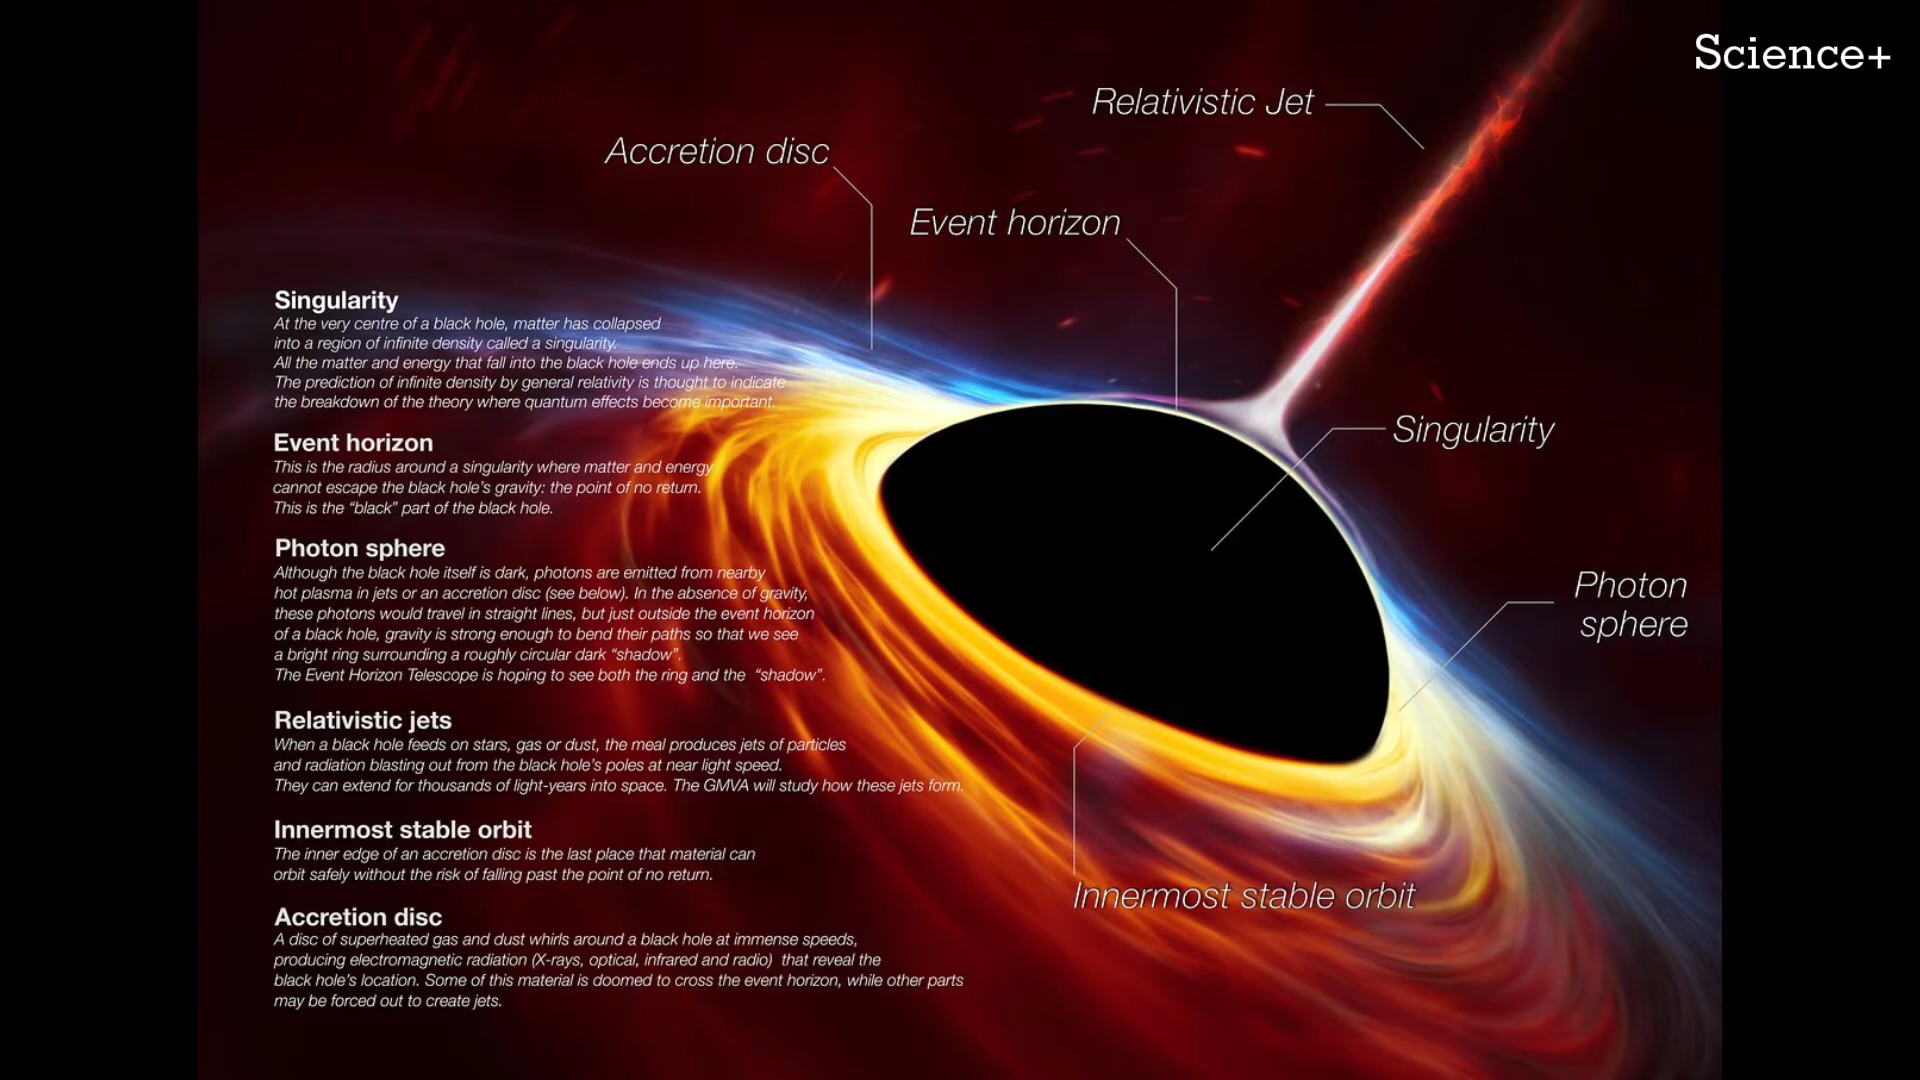 Science+
Relativistic Jet
Accretion disc
Event horizon
Singularity
Photon
sphere
Innermost stable orbit
Singularity
At the very centre of a black hole, matter has collapsed
into a region of infinite density called a singularity.
All the matter and energy that fall into the black hole ends up here.
The prediction of infinite density by general relativity is thought to indicate
the breakdown of the theory where quantum effects become important.
Event horizon
This is the radius around a singularity where matter and energy
cannot escape the black hole’s gravity: the point of no return.
This is the “black” part of the black hole.
Photon sphere
Although the black hole itself is dark, photons are emitted from nearby
hot plasma in jets or an accretion disc (see below). In the absence of gravity,
these photons would travel in straight lines, but just outside the event horizon
of a black hole, gravity is strong enough to bend their paths so that we see
a bright ring surrounding a roughly circular dark “shadow”.
The Event Horizon Telescope is hoping to see both the ring and the “shadow”.
Relativistic jets
When a black hole feeds on stars, gas or dust, the meal produces jets of particles
and radiation blasting out from the black hole’s poles at near light speed.
They can extend for thousands of light-years into space. The GMVA will study how these jets form.
Innermost stable orbit
The inner edge of an accretion disc is the last place that material can
orbit safely without the risk of falling past the point of no return.
Accretion disc
A disc of superheated gas and dust whirls around a black hole at immense speeds,
producing electromagnetic radiation (X-rays, optical, infrared and radio) that reveal the
black hole’s location. Some of this material is doomed to cross the event horizon, while other parts
may be forced out to create jets.